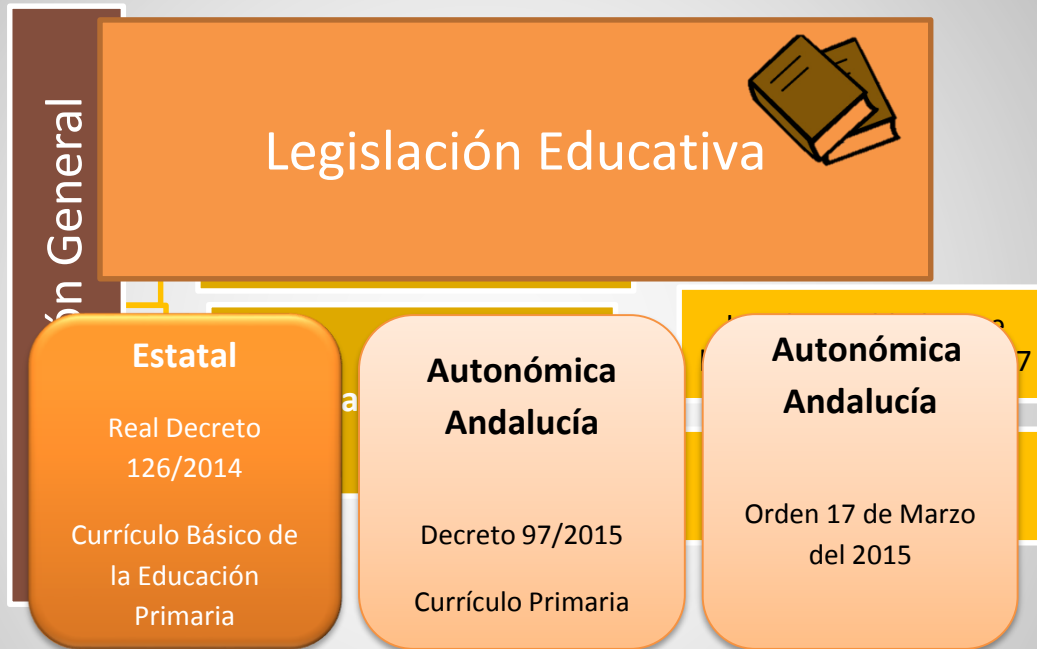 Legislación Educativa
ón General
Estatal
Real Decreto
126/2014
Currículo Básico de
la Educación
Primaria
Autonómica
Andalucía
Decreto 97/2015
Currículo Primaria
Autonómica
Andalucía
Orden 17 de Marzo
del 2015
a
e
7